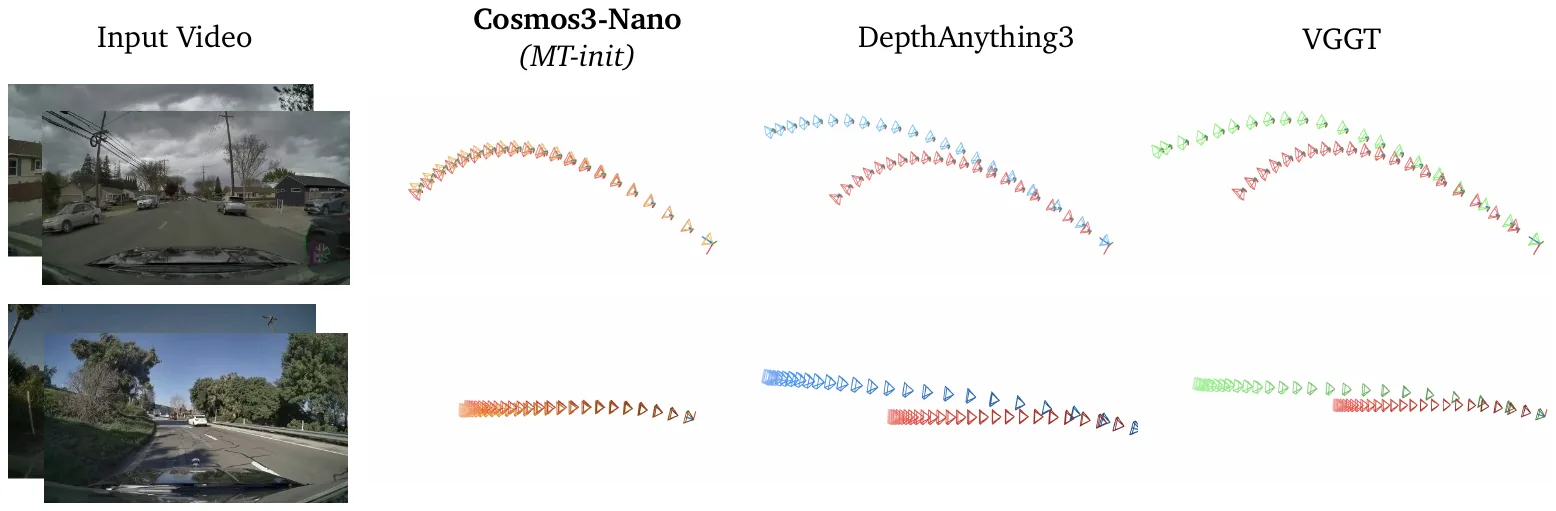 Input Video
Cosmos3-Nano
(MT-init)
DepthAnything3
VGGT